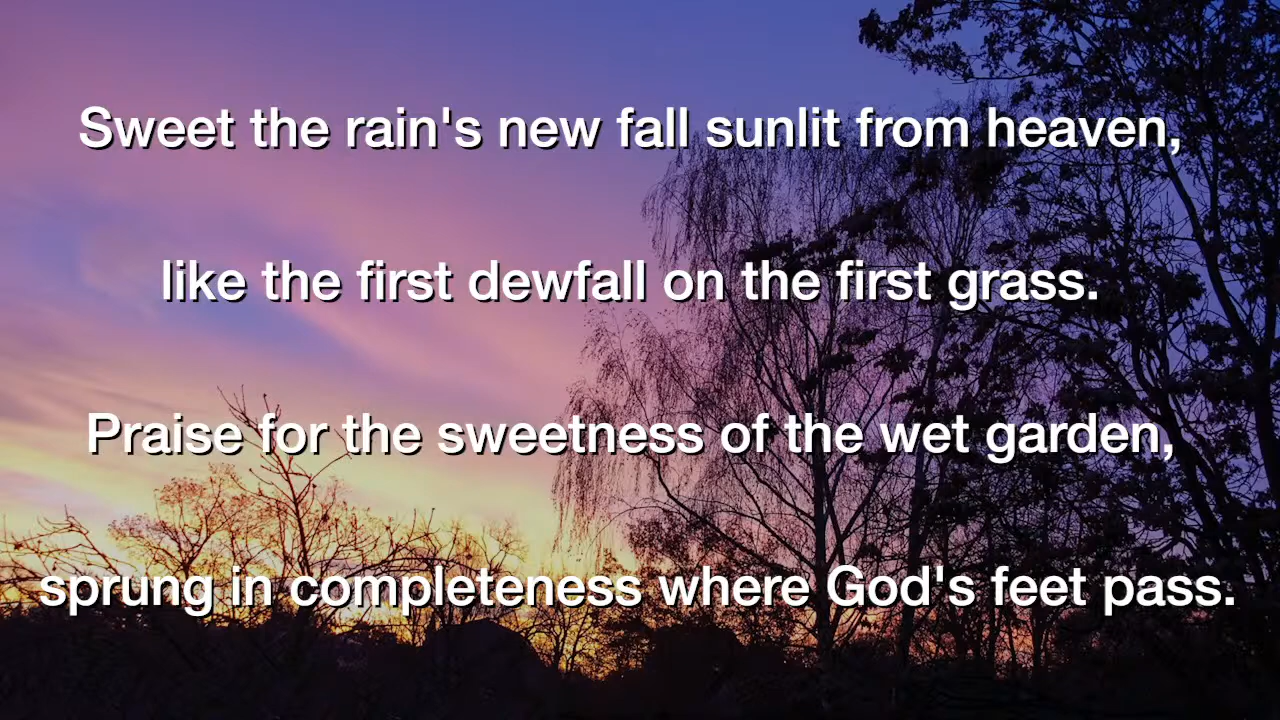 Sweet the rain's new fall sunlit from heaven,
like the first dewfall on the first grass.
Praise for the sweetness of the wet garden,
sprung in completeness where God's feet pass.